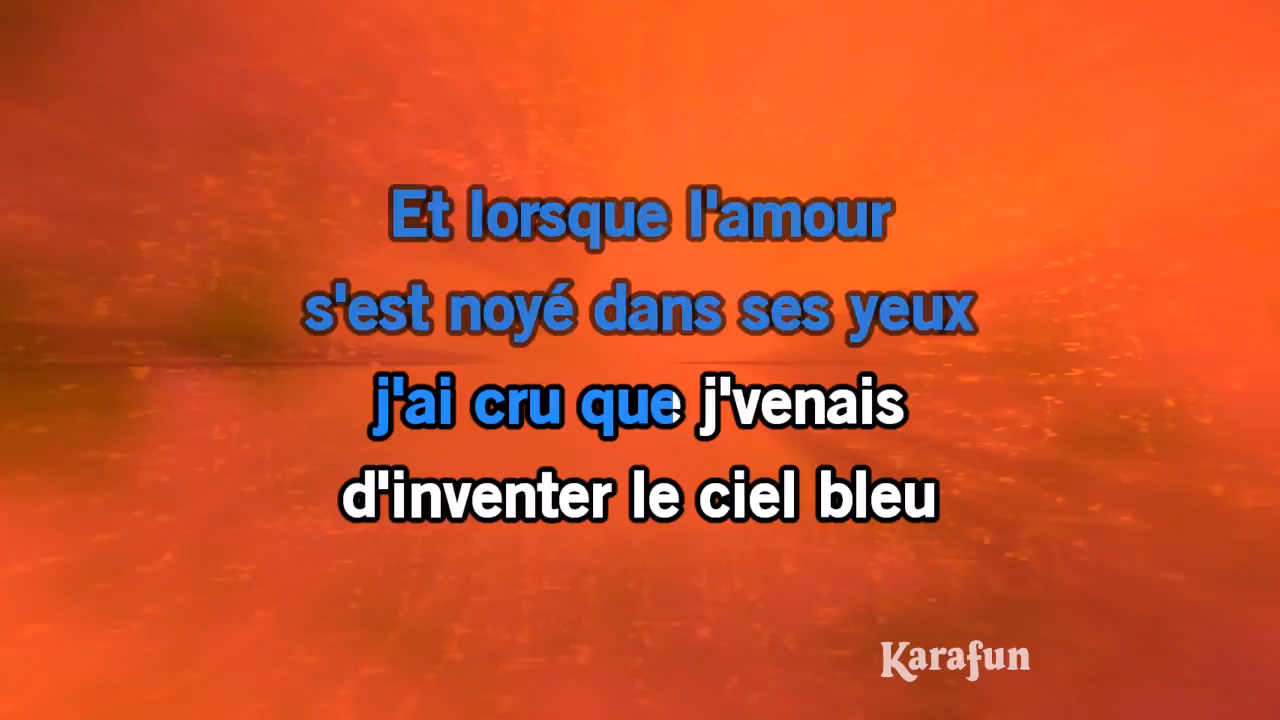 Et lorsque l'amour
s'est noyé dans ses yeux
j'ai cru que j'venais
d'inventer le ciel bleu
Karafun